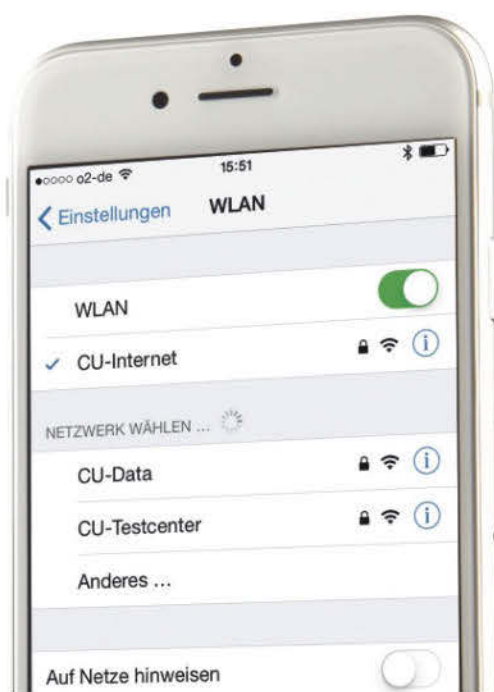 o2-de 15:51
Einstellungen WLAN
WLAN
CU-Internet
NETZWERK WÄHLEN ...
CU-Data
CU-Testcenter
Anderes ...
Auf Netze hinweisen